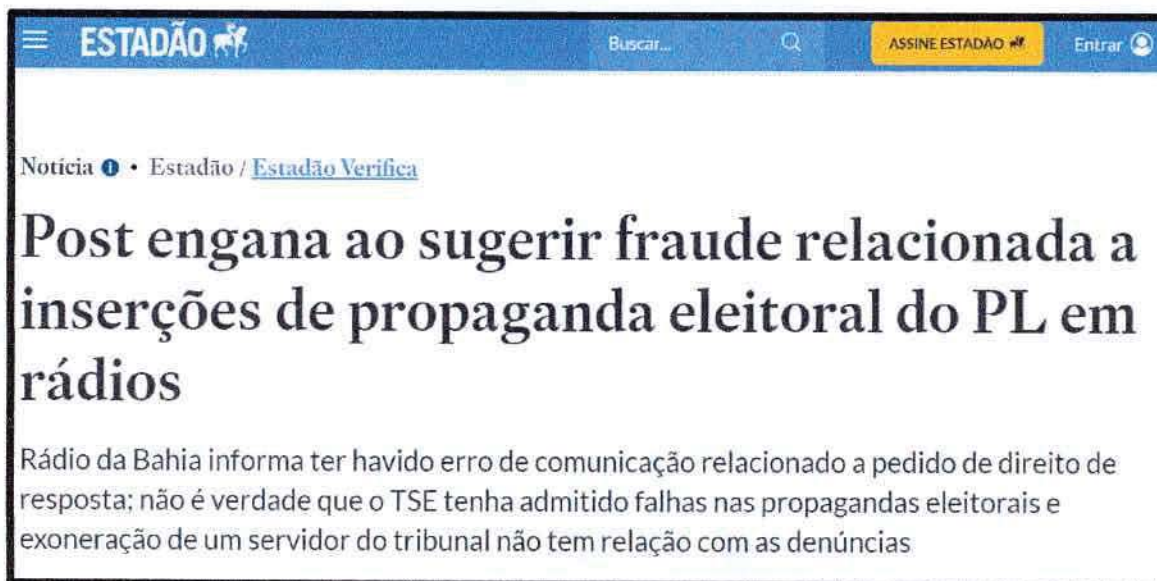 ESTADÃO Buscar... ASSINE ESTADÃO Entrar
Notícia • Estadão / Estadão Verifica
Post engana ao sugerir fraude relacionada a
inserções de propaganda eleitoral do PL em
rádios
Rádio da Bahia informa ter havido erro de comunicação relacionado a pedido de direito de
resposta; não é verdade que o TSE tenha admitido falhas nas propagandas eleitorais e
exoneração de um servidor do tribunal não tem relação com as denúncias